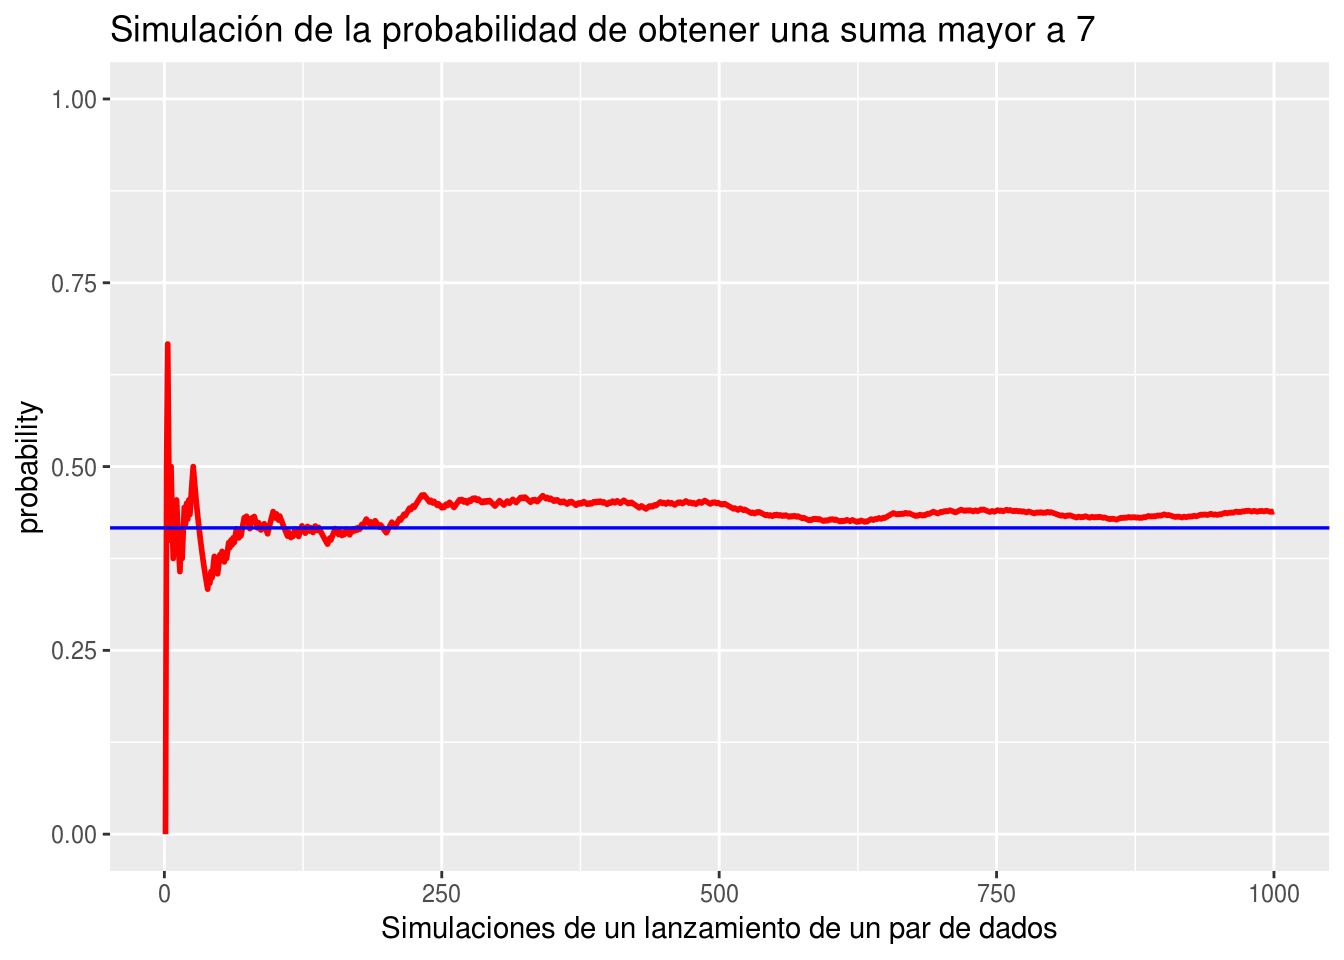 Simulación de la probabilidad de obtener una suma mayor a 7
1.00
0.75
0.50
0.25
0.00
probability
0 250 500 750 1000
Simulaciones de un lanzamiento de un par de dados